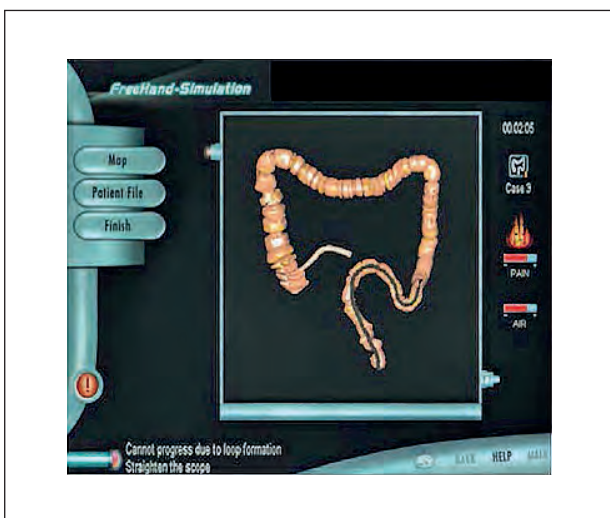 FreeHand-Simulation
Map
Patient File
Finish
00:02:05
Case 3
PAIN
AIR
Cannot progress due to loop formation
Straighten the scope
HELP